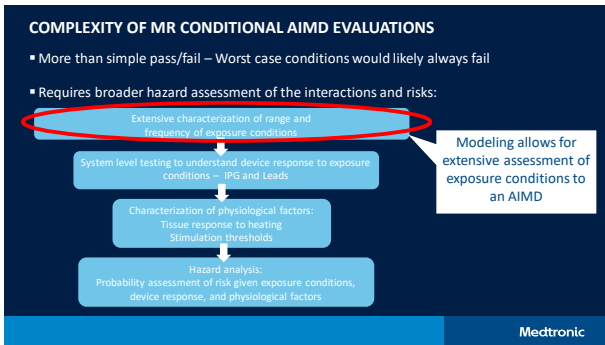 COMPLEXITY OF MR CONDITIONAL AIMD EVALUATIONS
▪ More than simple pass/fail – Worst case conditions would likely always fail
▪ Requires broader hazard assessment of the interactions and risks:
Extensive characterization of range and
frequency of exposure conditions
Modeling allows for
extensive assessment of
exposure conditions to
an AIMD
System level testing to understand device response to exposure
conditions – IPG and Leads
Characterization of physiological factors:
Tissue response to heating
Stimulation thresholds
Hazard analysis:
Probability assessment of risk given exposure conditions,
device response, and physiological factors
Medtronic